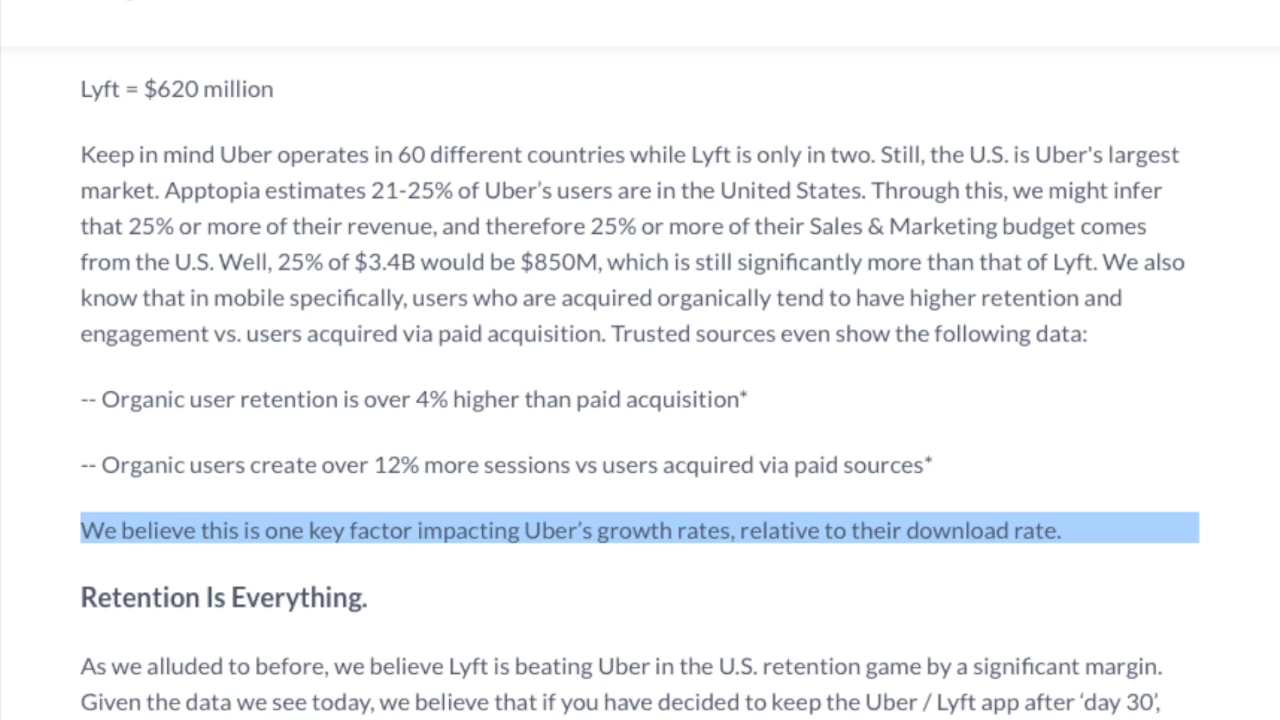 Lyft = $620 million
Keep in mind Uber operates in 60 different countries while Lyft is only in two. Still, the U.S. is Uber's largest
market. Apptopia estimates 21-25% of Uber’s users are in the United States. Through this, we might infer
that 25% or more of their revenue, and therefore 25% or more of their Sales & Marketing budget comes
from the U.S. Well, 25% of $3.4B would be $850M, which is still significantly more than that of Lyft. We also
know that in mobile specifically, users who are acquired organically tend to have higher retention and
engagement vs. users acquired via paid acquisition. Trusted sources even show the following data:
-- Organic user retention is over 4% higher than paid acquisition*
-- Organic users create over 12% more sessions vs users acquired via paid sources*
We believe this is one key factor impacting Uber’s growth rates, relative to their download rate.
Retention Is Everything.
As we alluded to before, we believe Lyft is beating Uber in the U.S. retention game by a significant margin.
Given the data we see today, we believe that if you have decided to keep the Uber / Lyft app after ‘day 30’,